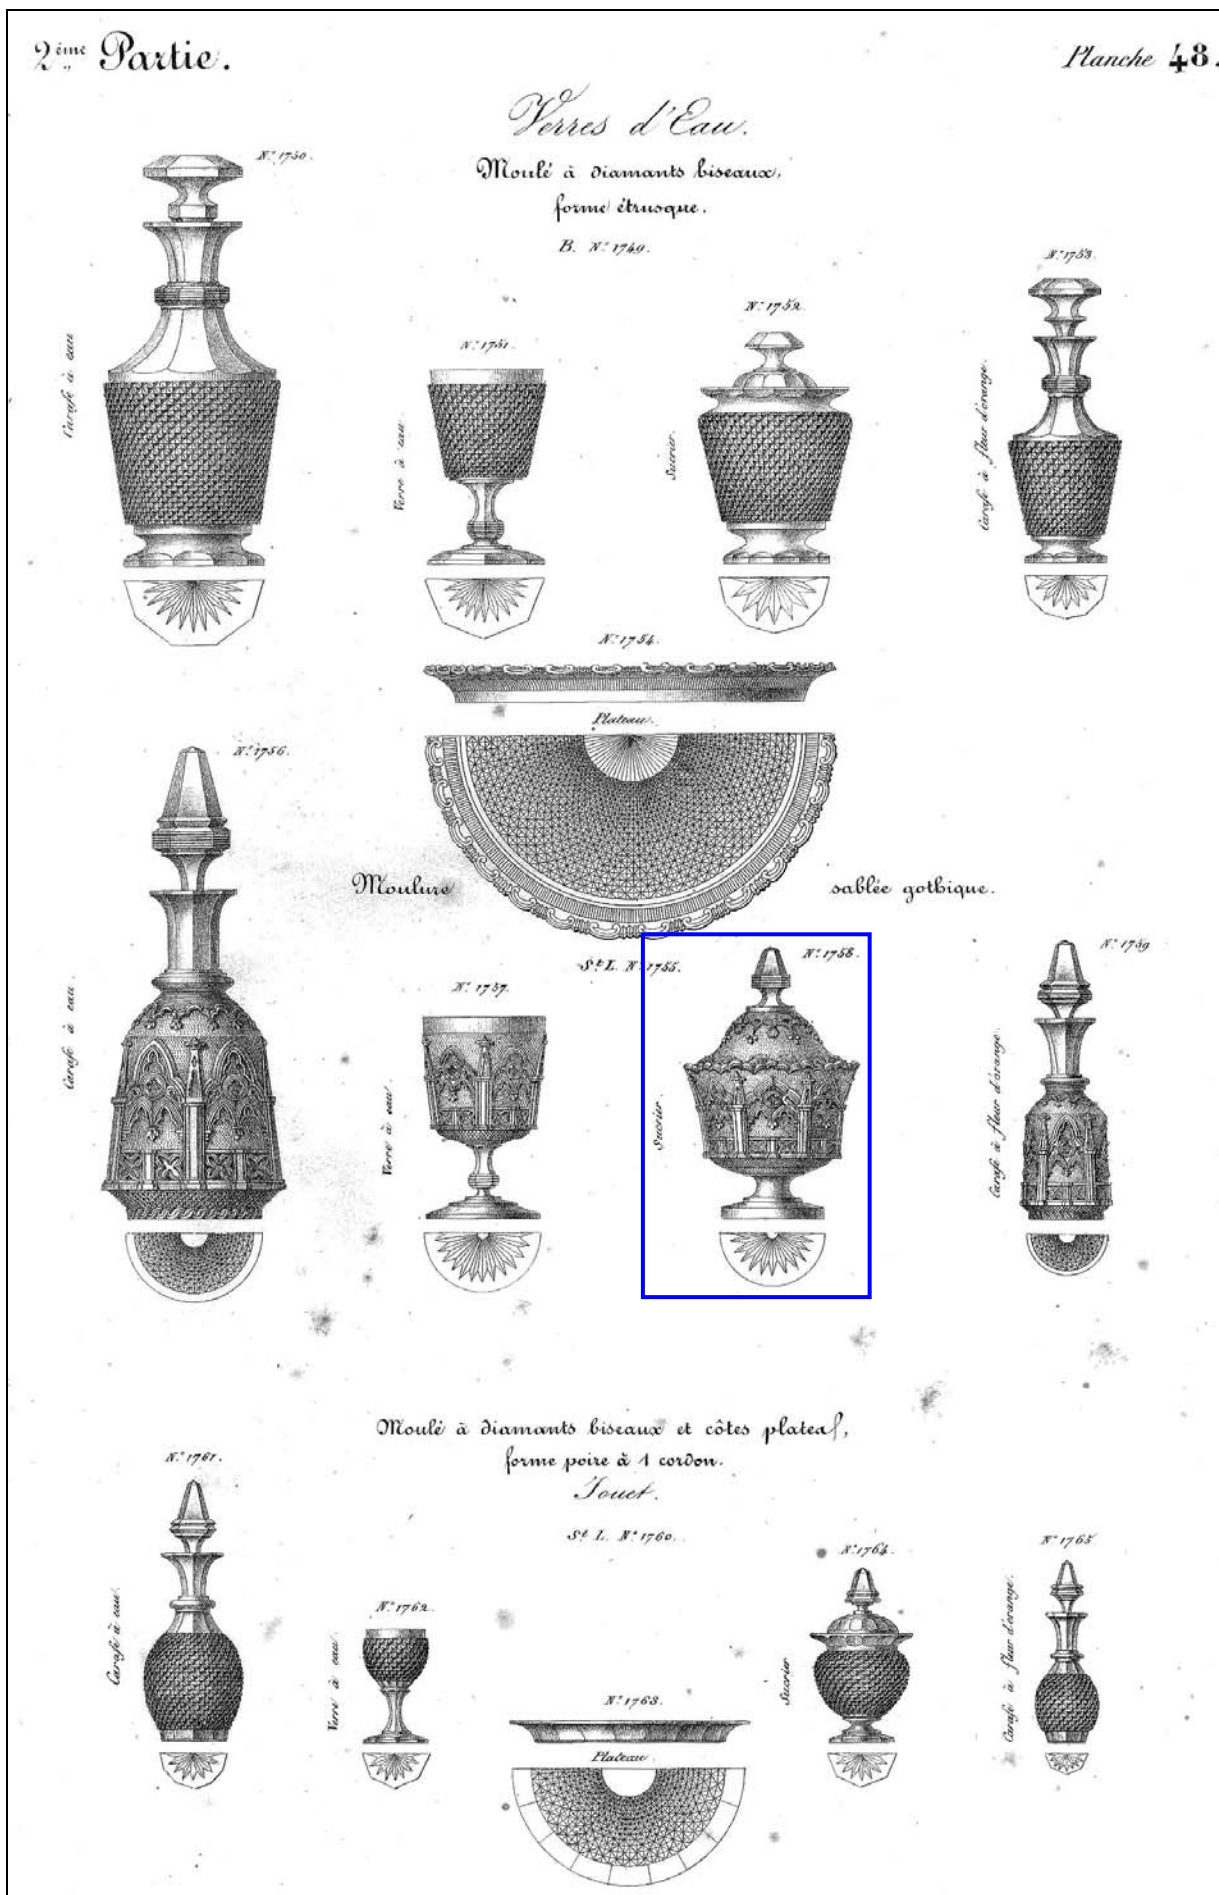 2ème Partie.
Planche 48.
Verres d'Eau.
Moulé à diamants biseaux,
forme étrusque.
B. N° 1749.
N° 1750.
Carafe à eau
N° 1751.
Verre à eau
N° 1752.
Sucrier
N° 1753.
Carafe à fleur d'orange
N° 1754.
Plateau.
Moulure sablée gothique.
St L. N° 1755.
N° 1756.
Carafe à eau
N° 1757.
Verre à eau
N° 1758.
Sucrier
N° 1759
Carafe à fleur d'orange
Moulé à diamants biseaux et côtes plates,
forme poire à 1 cordon.
Jouet.
St L. N° 1760.
N° 1761.
Carafe à eau
N° 1762.
Verre à eau
N° 1763.
Plateau.
N° 1764.
Sucrier
N° 1765
Carafe à fleur d'orange